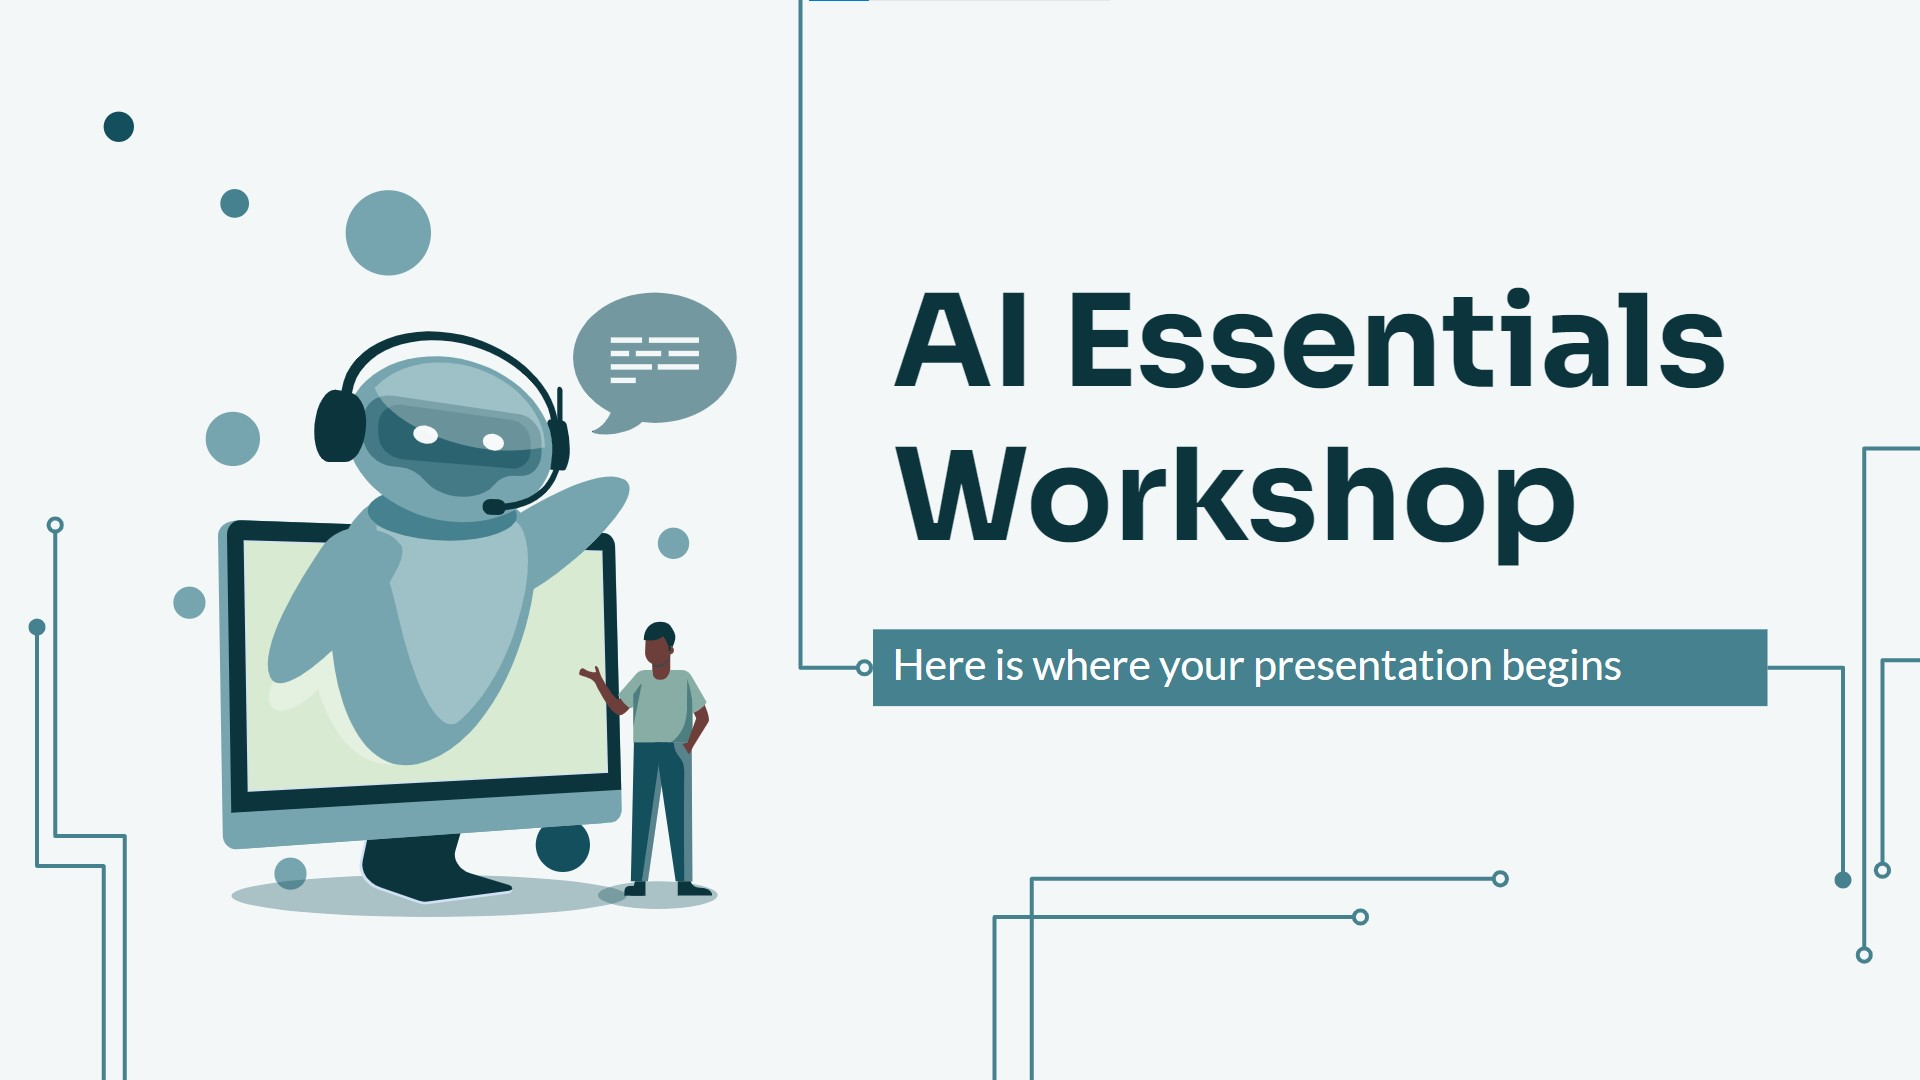 AI Essentials
Workshop
Here is where your presentation begins